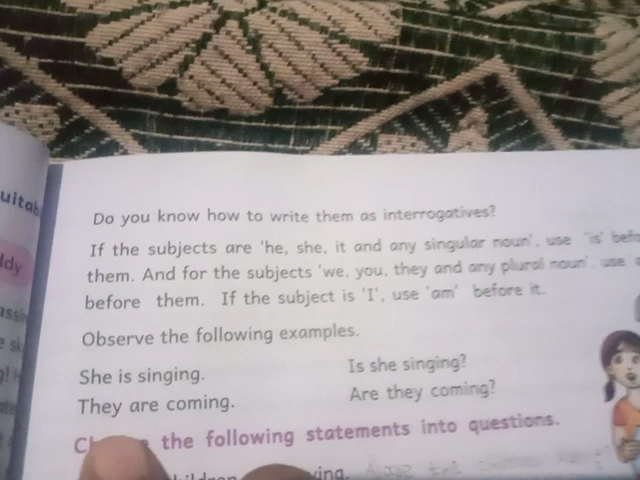 Do you know how to write them as interrogatives?
If the subjects are 'he, she, it and any singular noun', use 'is'
them. And for the subjects 'we, you, they and any plural noun', use
before them. If the subject is 'I', use 'am' before it.
Observe the following examples.
She is singing. Is she singing?
They are coming. Are they coming?
the following statements into questions.